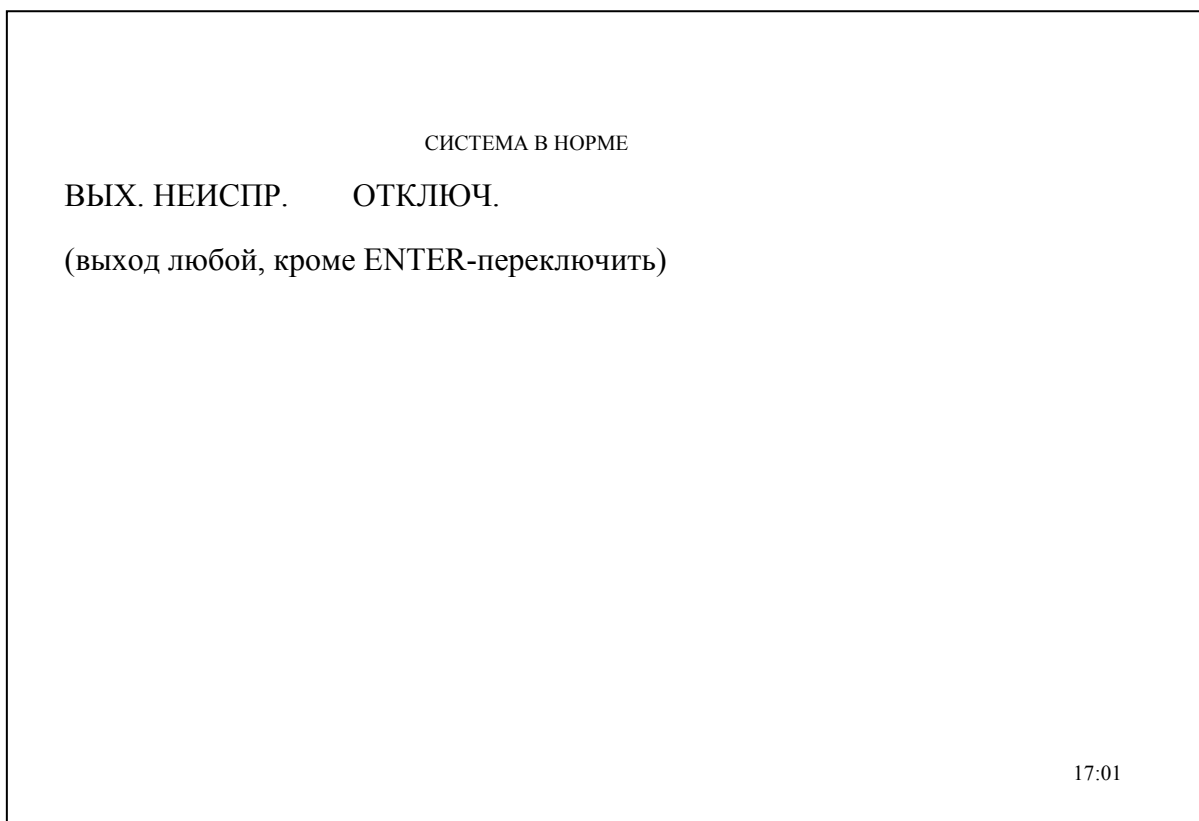 СИСТЕМА В НОРМЕ
ВЫХ. НЕИСПР. ОТКЛЮЧ.
(выход любой, кроме ENTER-переключить)
17:01